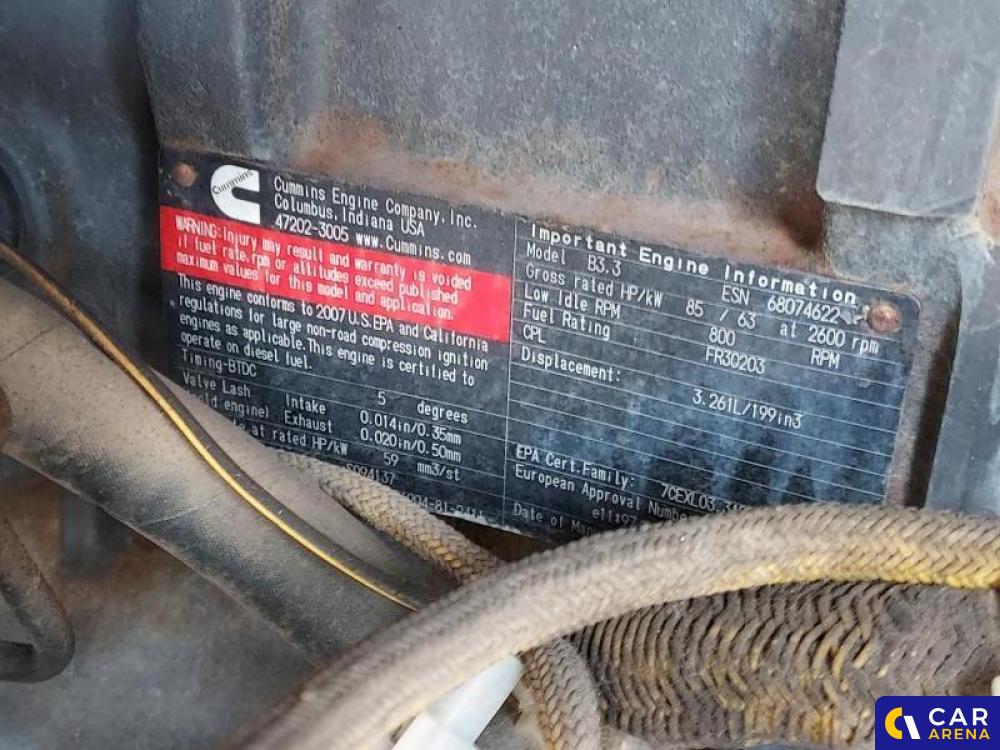 Cummins
Cummins Engine Company, Inc.
Columbus, Indiana USA
47202-3005 www.Cummins.com
WARNING: Injury may result and warranty is voided
if fuel rate, rpm or altitudes exceed published
maximum values for this model and application.
This engine conforms to 2007 U.S.EPA and California
regulations for large non-road compression ignition
engines as applicable. This engine is certified to
operate on diesel fuel.
Timing-BTDC 5 degrees
Valve Lash Intake 0.014in/0.35mm
engine) Exhaust 0.020in/0.50mm
at rated HP/kW 59 mm3/st
Important Engine Information
Model B3.3 ESN 68074622
Gross rated HP/kW 85 / 63 at 2600 rpm
Low Idle RPM 800 RPM
Fuel Rating FR30203
CPL
Displacement: 3.261L/199in3
EPA Cert.Family: 7CEXL03.
European Approval Number
Date of
CAR
ARENA